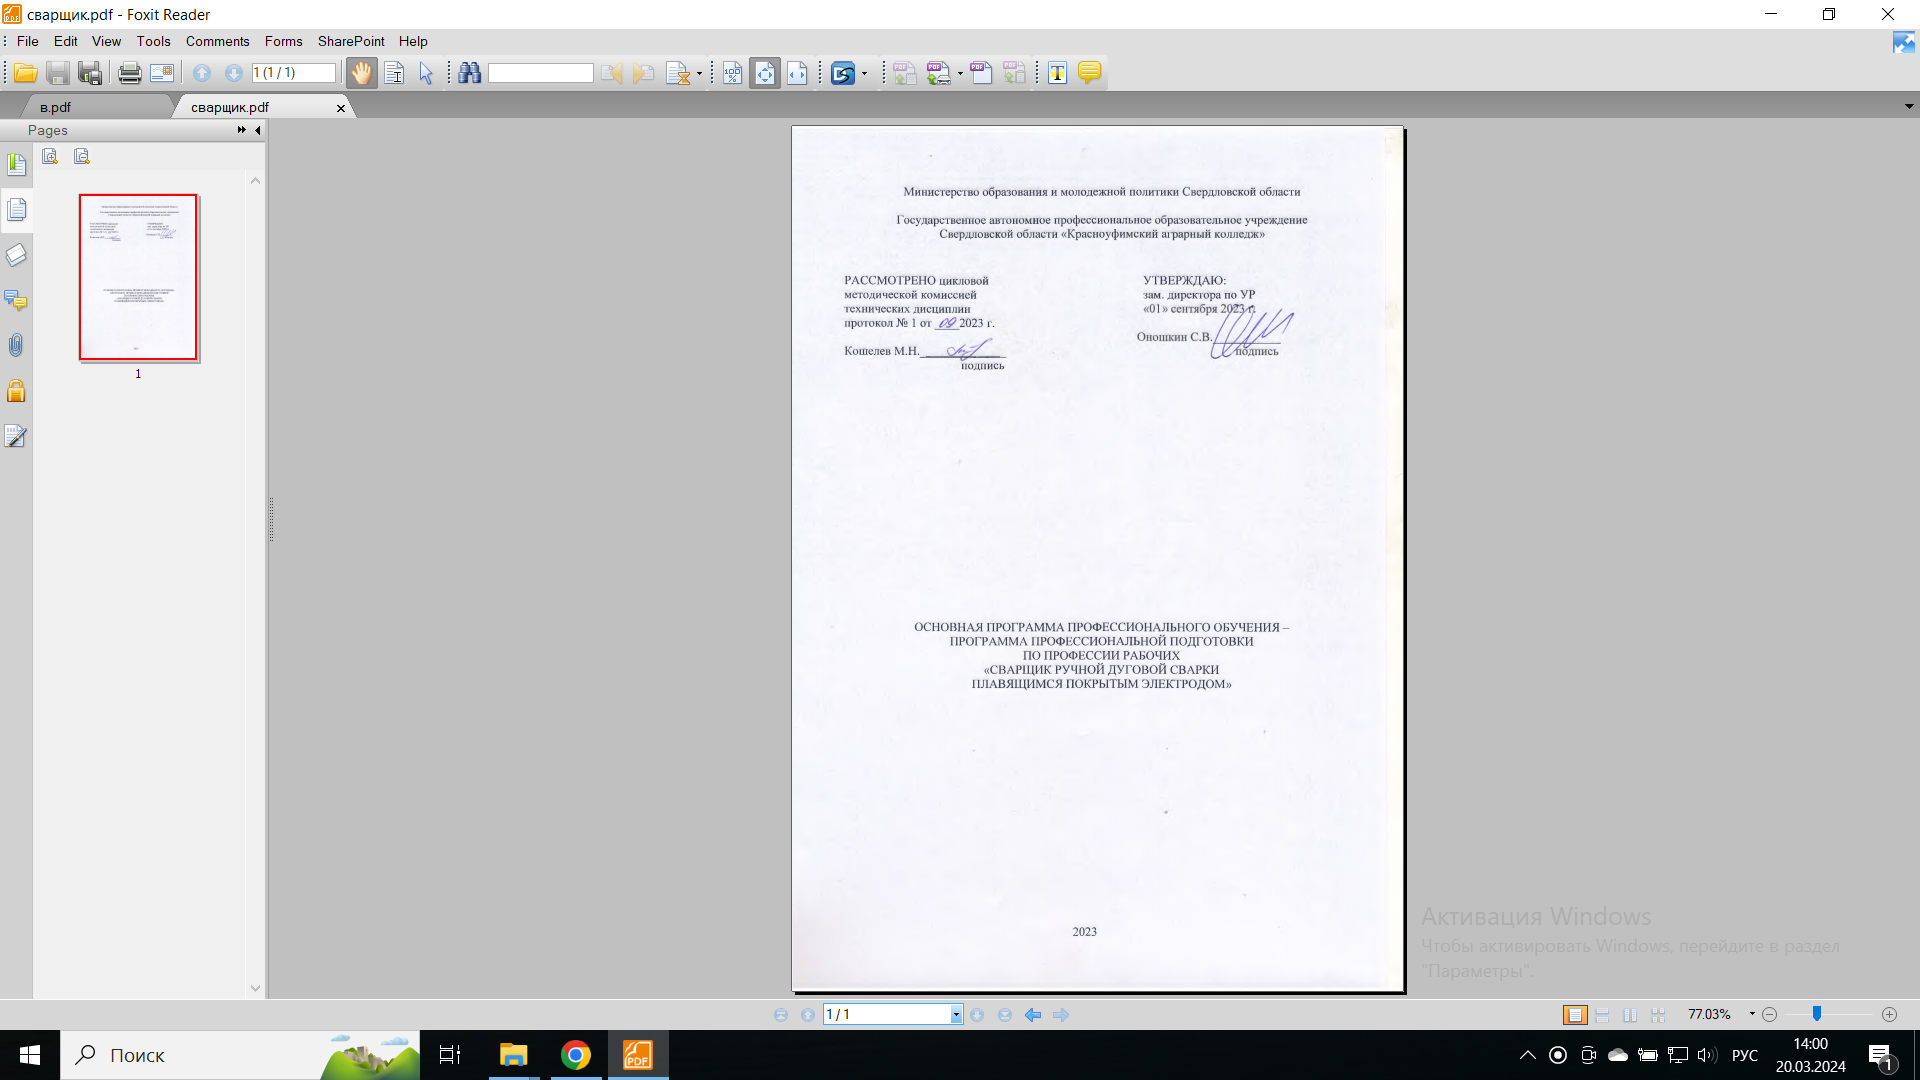 сварщик.pdf - Foxit Reader
File Edit View Tools Comments Forms SharePoint Help
1 (1 / 1)
в.pdf
сварщик.pdf
Pages
1
Министерство образования и молодежной политики Свердловской области
Государственное автономное профессиональное образовательное учреждение
Свердловской области «Красноуфимский аграрный колледж»
РАССМОТРЕНО цикловой
методической комиссией
технических дисциплин
протокол № 1 от 09 2023 г.
Кошелев М.Н.
подпись
УТВЕРЖДАЮ:
зам. директора по УР
«01» сентября 2023 г.
Оношкин С.В.
подпись
ОСНОВНАЯ ПРОГРАММА ПРОФЕССИОНАЛЬНОГО ОБУЧЕНИЯ –
ПРОГРАММА ПРОФЕССИОНАЛЬНОЙ ПОДГОТОВКИ
ПО ПРОФЕССИИ РАБОЧИХ
«СВАРЩИК РУЧНОЙ ДУГОВОЙ СВАРКИ
ПЛАВЯЩИМСЯ ПОКРЫТЫМ ЭЛЕКТРОДОМ»
2023
Активация Windows
Чтобы активировать Windows, перейдите в раздел
"Параметры".
1 / 1
77.03%
Поиск
РУС
14:00
20.03.2024
1